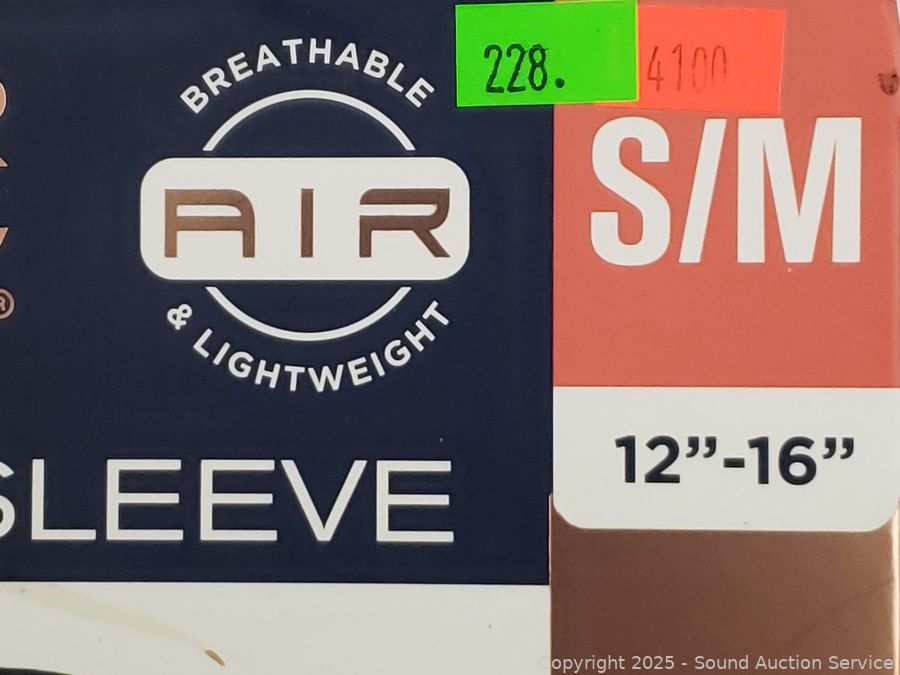 BREATHABLE
AIR
& LIGHTWEIGHT
228.
4100
S/M
12”-16”
SLEEVE
®
Copyright 2025 - Sound Auction Service